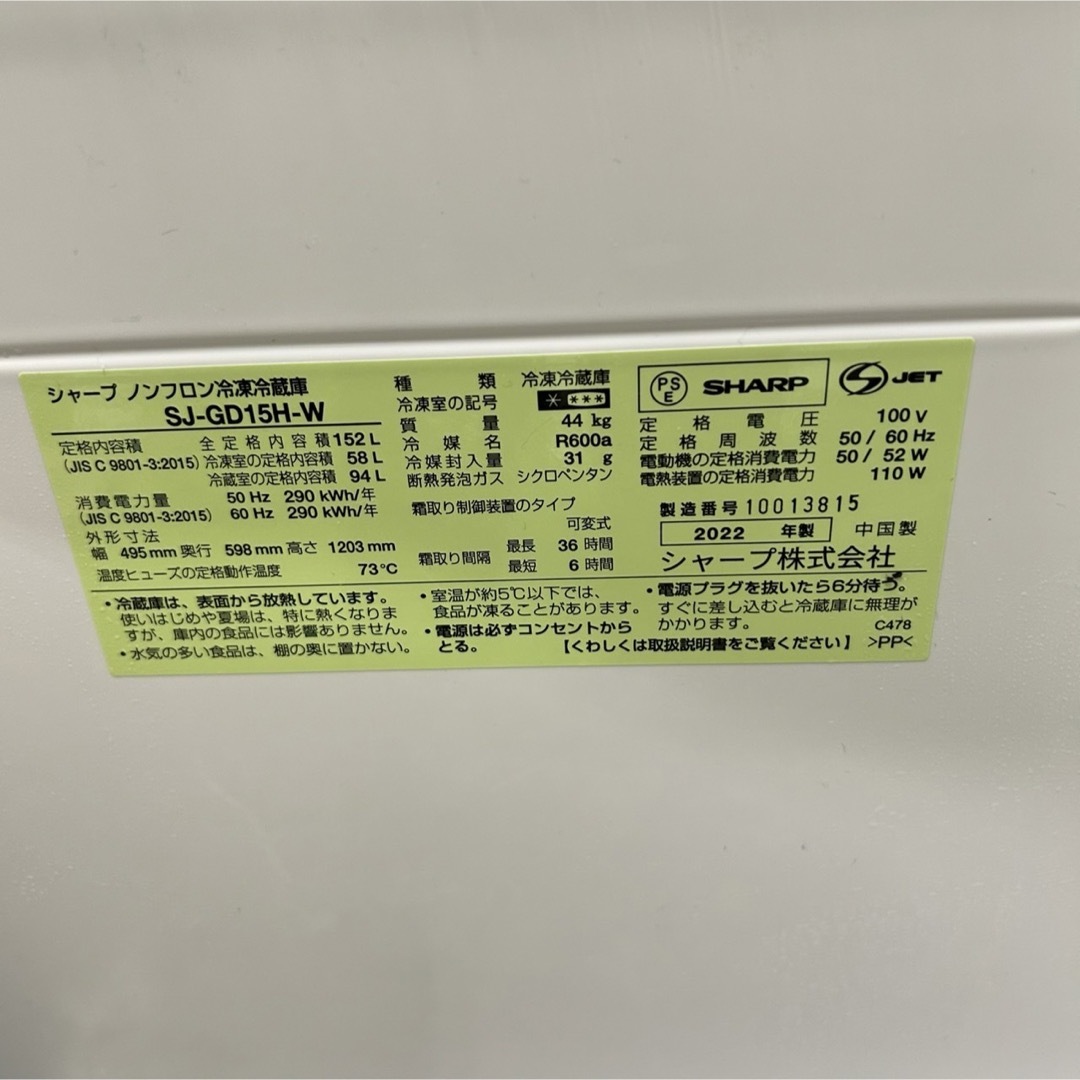 シャープ ノンフロン冷凍冷蔵庫
SJ-GD15H-W
定格内容積 全定格内容積 152 L
(JIS C 9801-3:2015) 冷凍室の定格内容積 58 L
冷蔵室の定格内容積 94 L
消費電力量 50 Hz 290 kWh/年
(JIS C 9801-3:2015) 60 Hz 290 kWh/年
外形寸法
幅 495 mm 奥行 598 mm 高さ 1203 mm
温度ヒューズの定格動作温度 73℃
種類 冷凍冷蔵庫
冷凍室の記号 * ***
質量 44 kg
冷媒名 R600a
冷媒封入量 31 g
断熱発泡ガス シクロペンタン
霜取り制御装置のタイプ
可変式
霜取り間隔 最長 36 時間
最短 6 時間
PSE SHARP S JET
定格電圧 100 V
定格周波数 50 / 60 Hz
電動機の定格消費電力 50 / 52 W
電熱装置の定格消費電力 110 W
製造番号 10013815
2022 年製 中国製
シャープ株式会社
・冷蔵庫は、表面から放熱しています。
使いはじめや夏場は、特に熱くなりま
すが、庫内の食品には影響ありません。
・水気の多い食品は、棚の奥に置かない。
・室温が約5℃以下では、
食品が凍ることがあります。
・電源は必ずコンセントから
とる。
・電源プラグを抜いたら6分待つ。
すぐに差し込むと冷蔵庫に無理が
かかります。 C478
【くわしくは取扱説明書をご覧ください】 >PP<